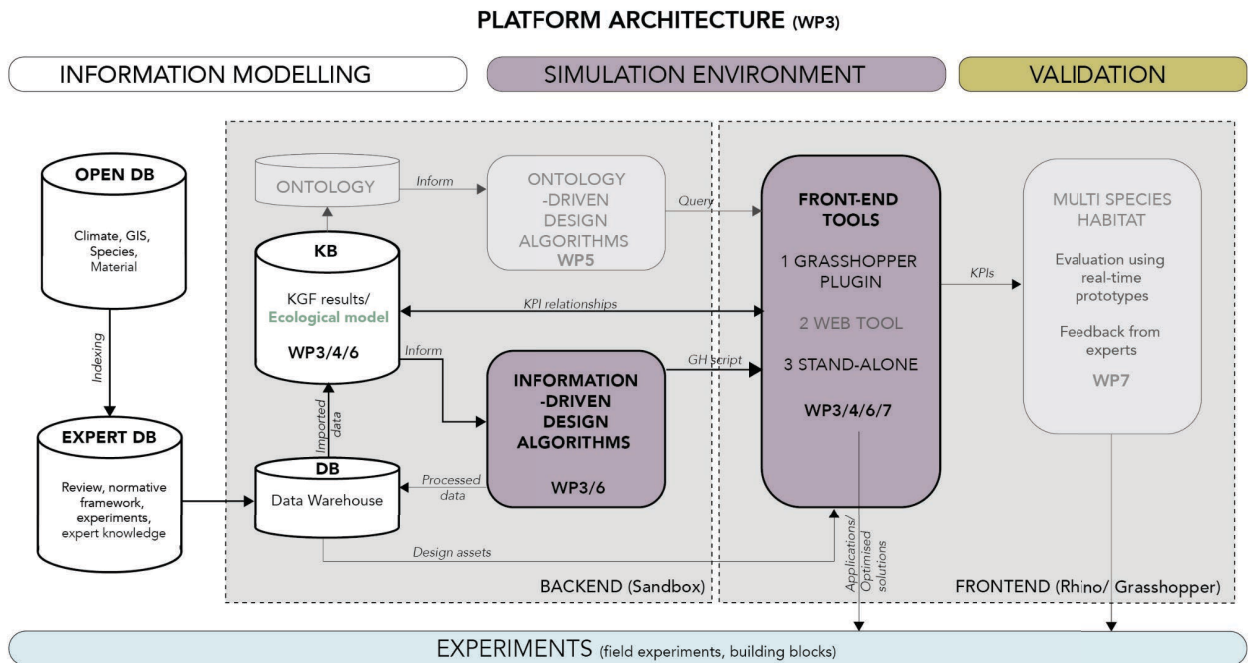 PLATFORM ARCHITECTURE (WP3)
INFORMATION MODELLING
SIMULATION ENVIRONMENT
VALIDATION
OPEN DB
Climate, GIS,
Species,
Material
Indexing
EXPERT DB
Review, normative
framework,
experiments,
expert knowledge
ONTOLOGY
Inform
ONTOLOGY
-DRIVEN
DESIGN
ALGORITHMS
WP5
Query
KB
KGF results/
Ecological model
WP3/4/6
KPI relationships
Inform
Imported
data
INFORMATION
-DRIVEN
DESIGN
ALGORITHMS
WP3/6
GH script
DB
Data Warehouse
Processed
data
Design assets
BACKEND (Sandbox)
FRONT-END
TOOLS
1 GRASSHOPPER
PLUGIN
2 WEB TOOL
3 STAND-ALONE
WP3/4/6/7
KPIs
MULTI SPECIES
HABITAT
Evaluation using
real-time
prototypes
Feedback from
experts
WP7
Applications/
Optimised
solutions
FRONTEND (Rhino/ Grasshopper)
EXPERIMENTS (field experiments, building blocks)